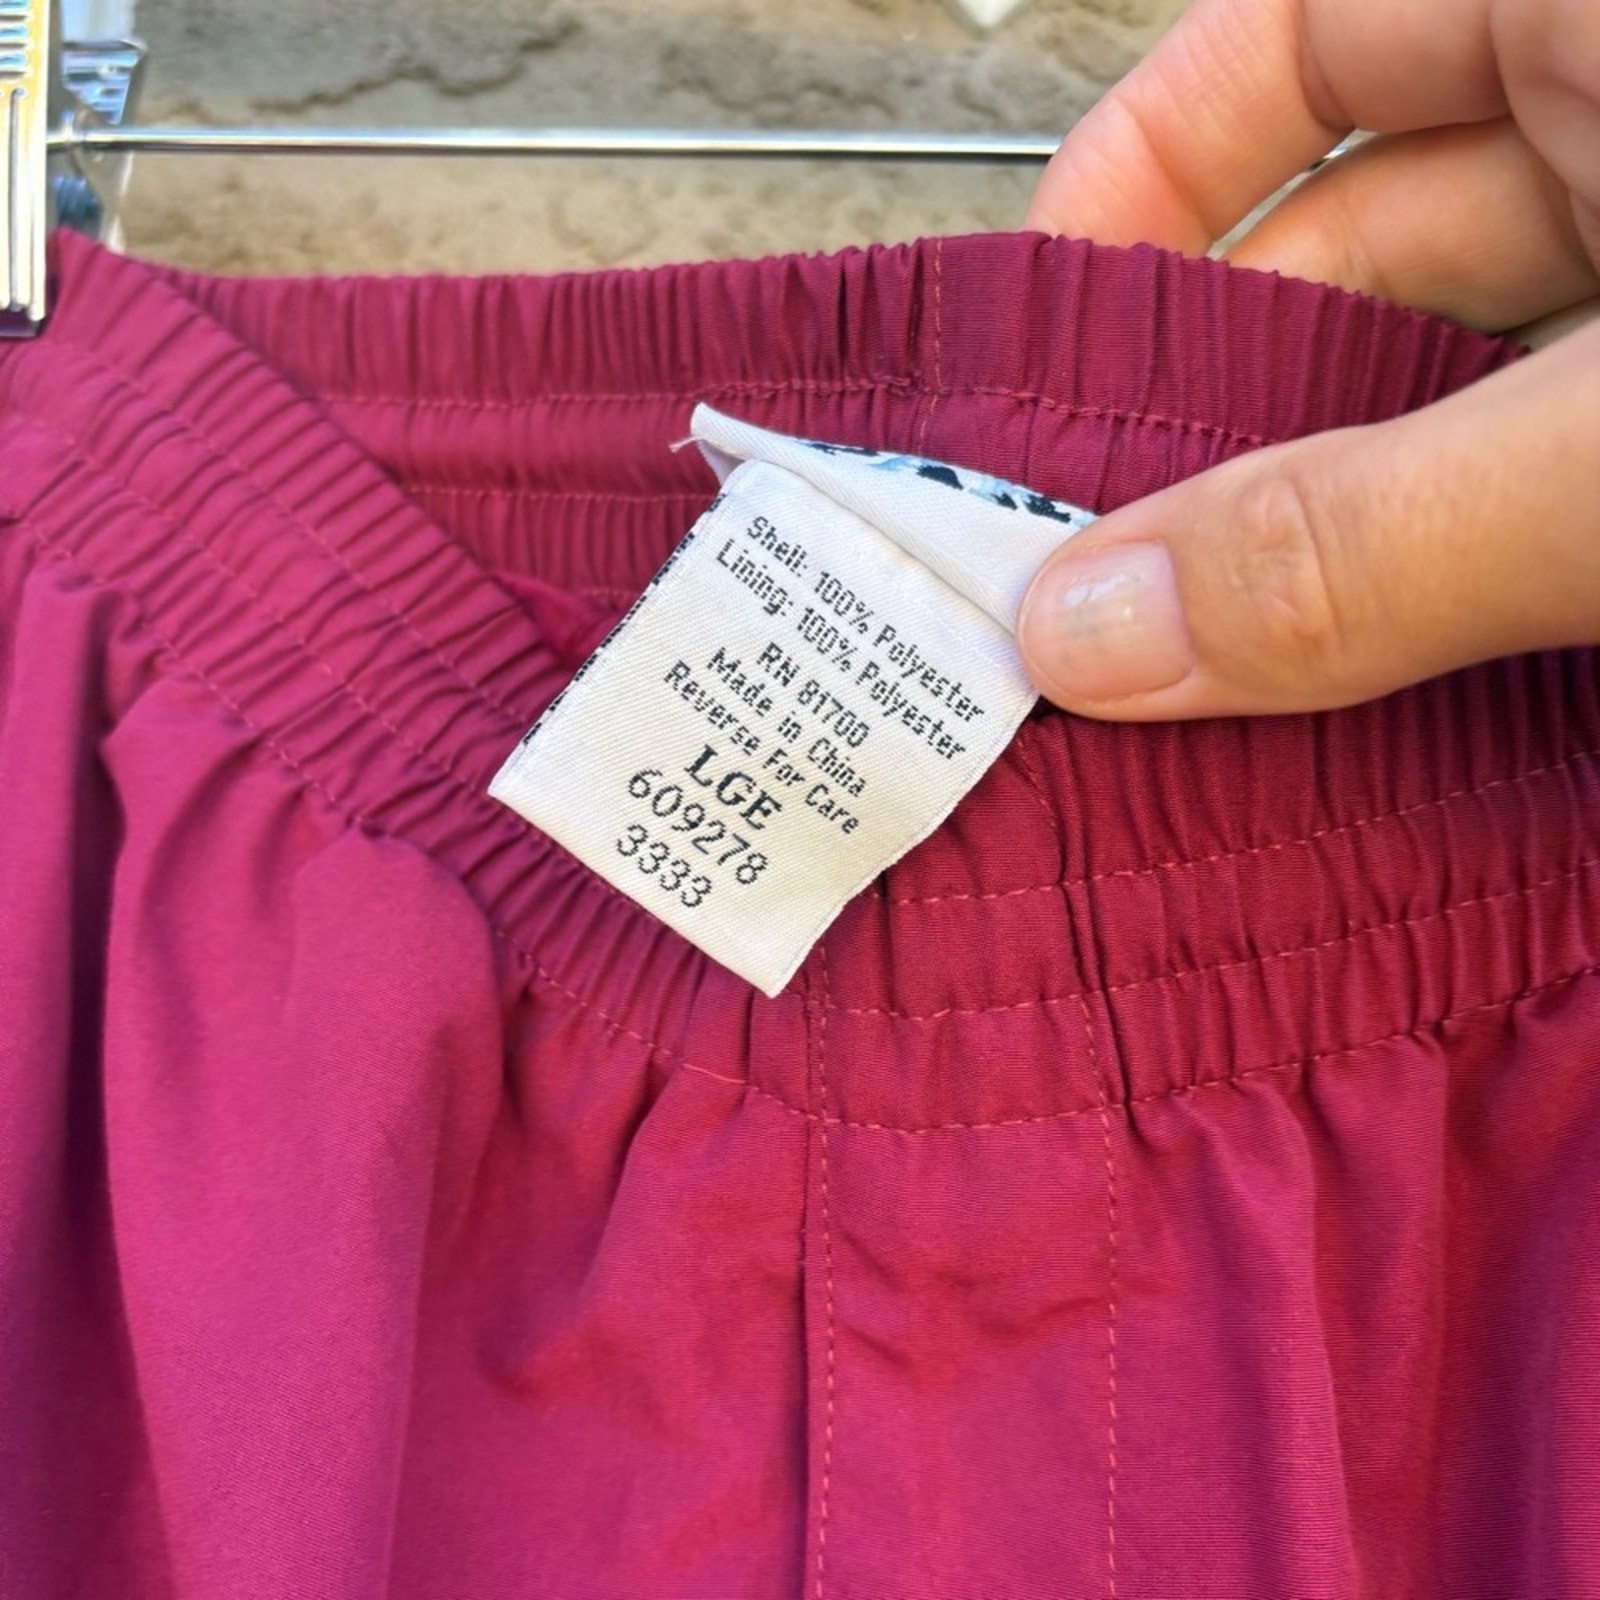 Shell: 100% Polyester
Lining: 100% Polyester
RN 81700
Made in China
Reverse For Care
LGE
609278
3333